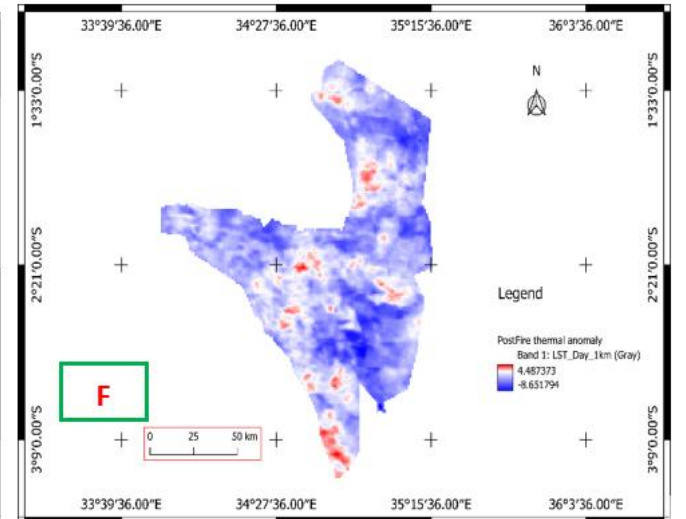 33°39'36.00"E 34°27'36.00"E 35°15'36.00"E 36°3'36.00"E
N
1°33'0.00"S 1°33'0.00"S
2°21'0.00"S 2°21'0.00"S
Legend
PostFire thermal anomaly
Band 1: LST_Day_1km (Gray)
4.487373
-8.651794
F
0 25 50 km
3°9'0.00"S 3°9'0.00"S
33°39'36.00"E 34°27'36.00"E 35°15'36.00"E 36°3'36.00"E